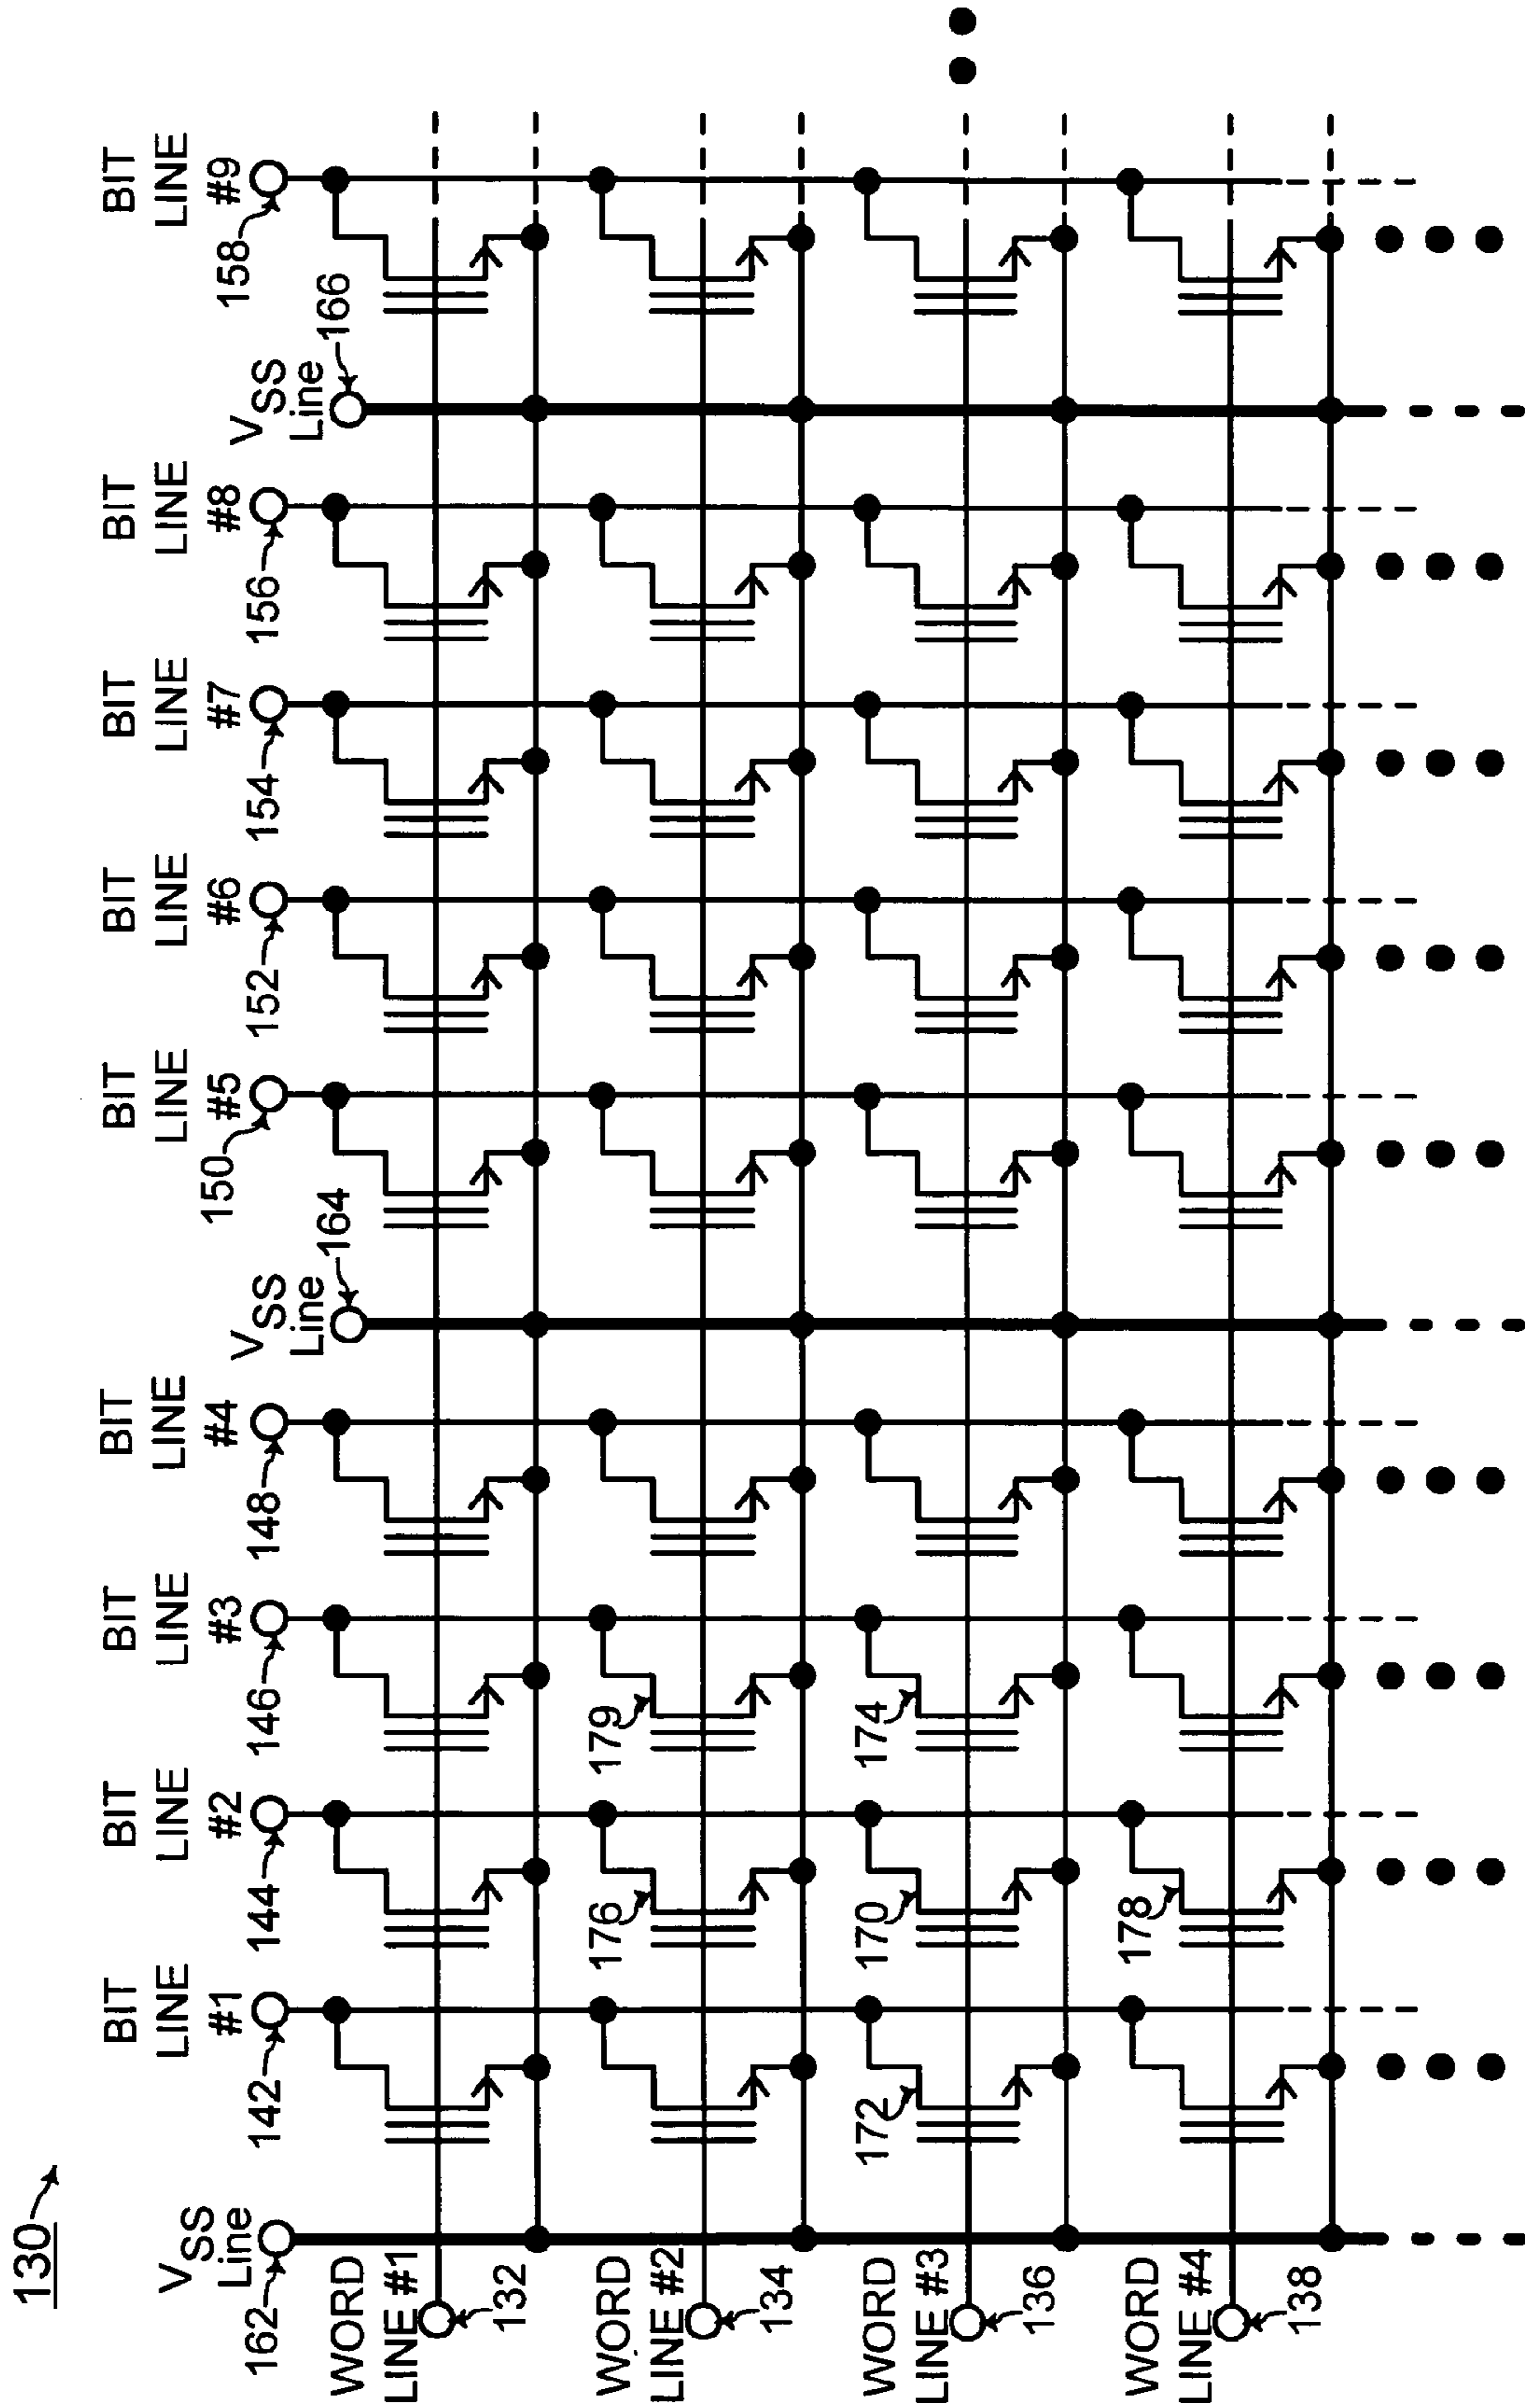 130
V SS Line
162
BIT LINE #1
142
BIT LINE #2
144
BIT LINE #3
146
BIT LINE #4
148
V SS Line
164
BIT LINE #5
150
BIT LINE #6
152
BIT LINE #7
154
BIT LINE #8
156
V SS Line
166
BIT LINE #9
158
WORD
LINE #1
132
WORD
LINE #2
134
176
179
WORD
LINE #3
136
172
170
174
WORD
LINE #4
138
178